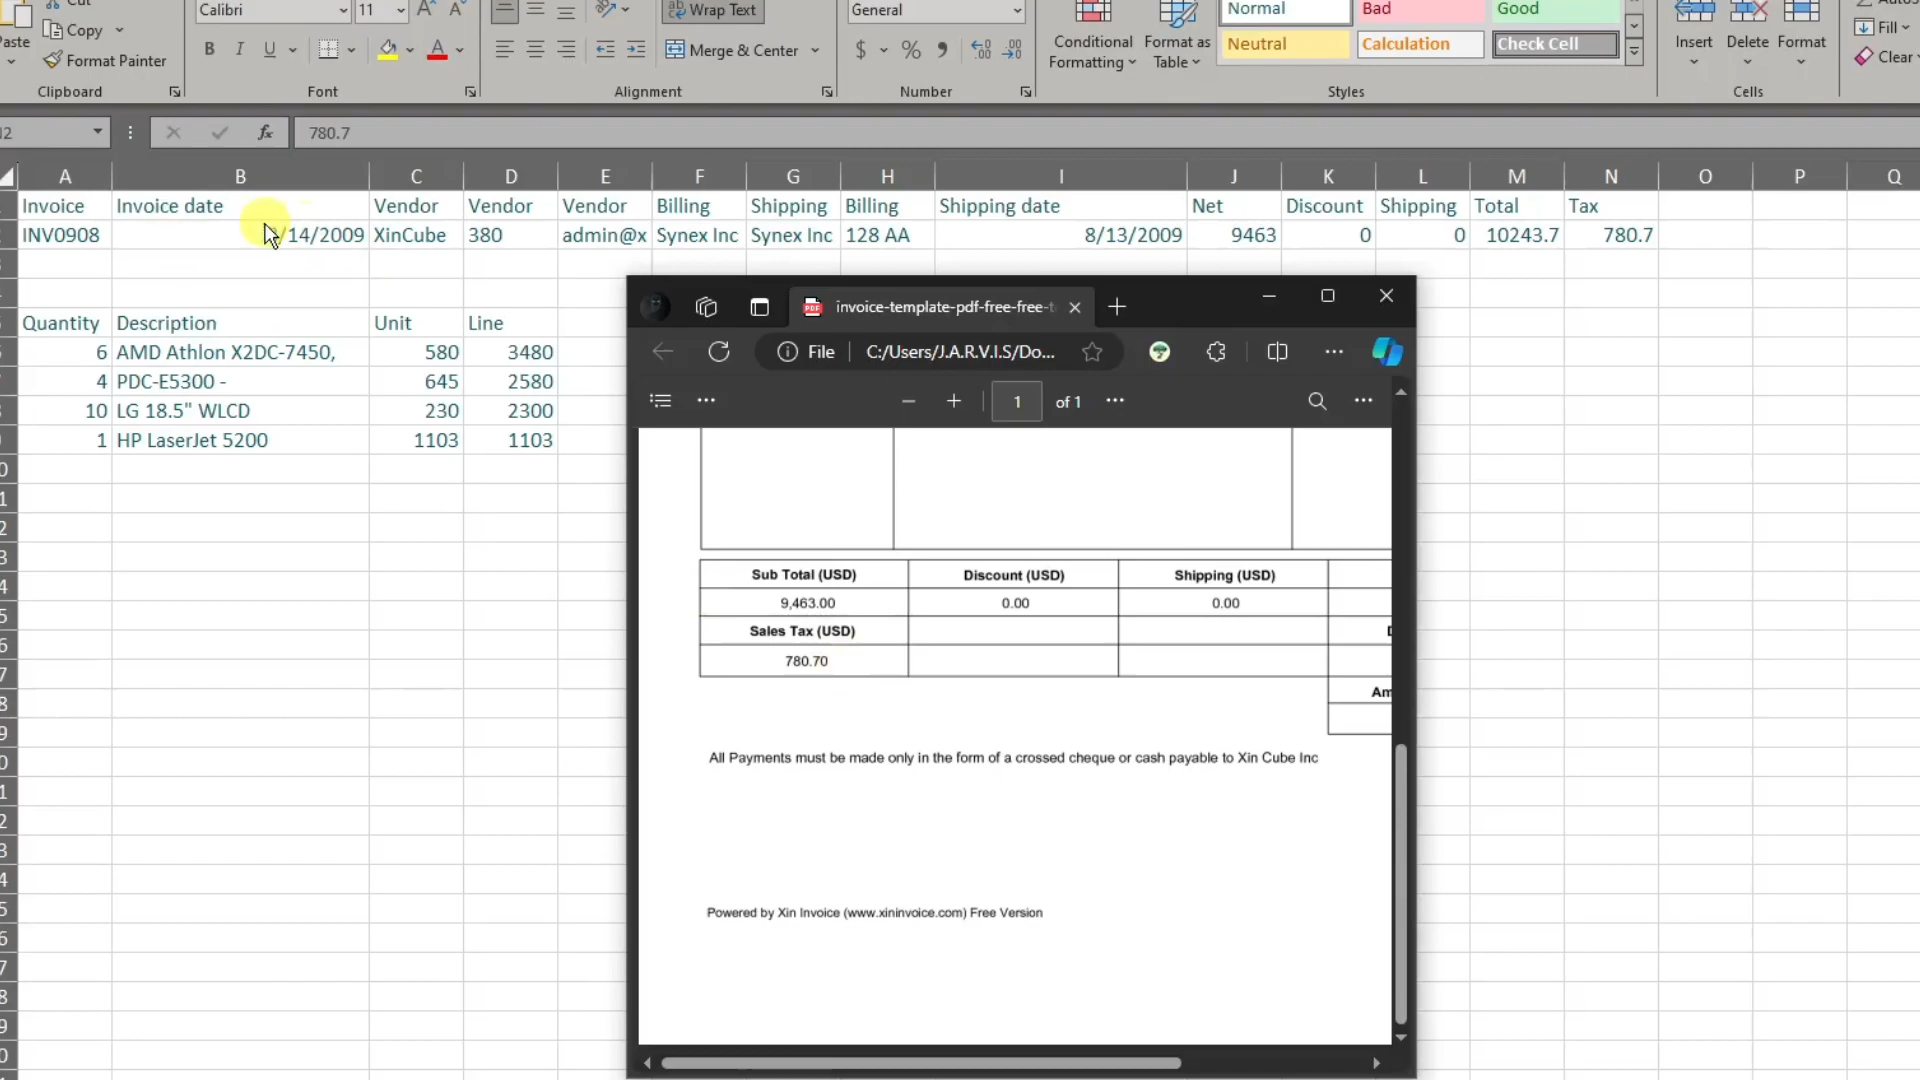 Cut
Calibri 11
Wrap Text
General
Normal Bad Good
Auto
Copy
Paste
Format Painter
B I U
Merge & Center
$ % 9
Conditional Formatting
Format as Table
Neutral Calculation Check Cell
Insert Delete Format
Fill
Clear
Clipboard Font Alignment Number Styles Cells
fx 780.7
A B C D E F G H I J K L M N O P Q
Invoice Invoice date Vendor Vendor Vendor Billing Shipping Billing Shipping date Net Discount Shipping Total Tax
INV0908 /14/2009 XinCube 380 admin@x Synex Inc Synex Inc 128 AA 8/13/2009 9463 0 0 10243.7 780.7
Quantity Description Unit Line
6 AMD Athlon X2DC-7450, 580 3480
4 PDC-E5300 - 645 2580
10 LG 18.5" WLCD 230 2300
1 HP LaserJet 5200 1103 1103
PDF invoice-template-pdf-free-free-t
File C:/Users/J.A.R.V.I.S/Do...
1 of 1
Sub Total (USD) Discount (USD) Shipping (USD)
9,463.00 0.00 0.00
Sales Tax (USD)
780.70
Am
All Payments must be made only in the form of a crossed cheque or cash payable to Xin Cube Inc
Powered by Xin Invoice (www.xininvoice.com) Free Version